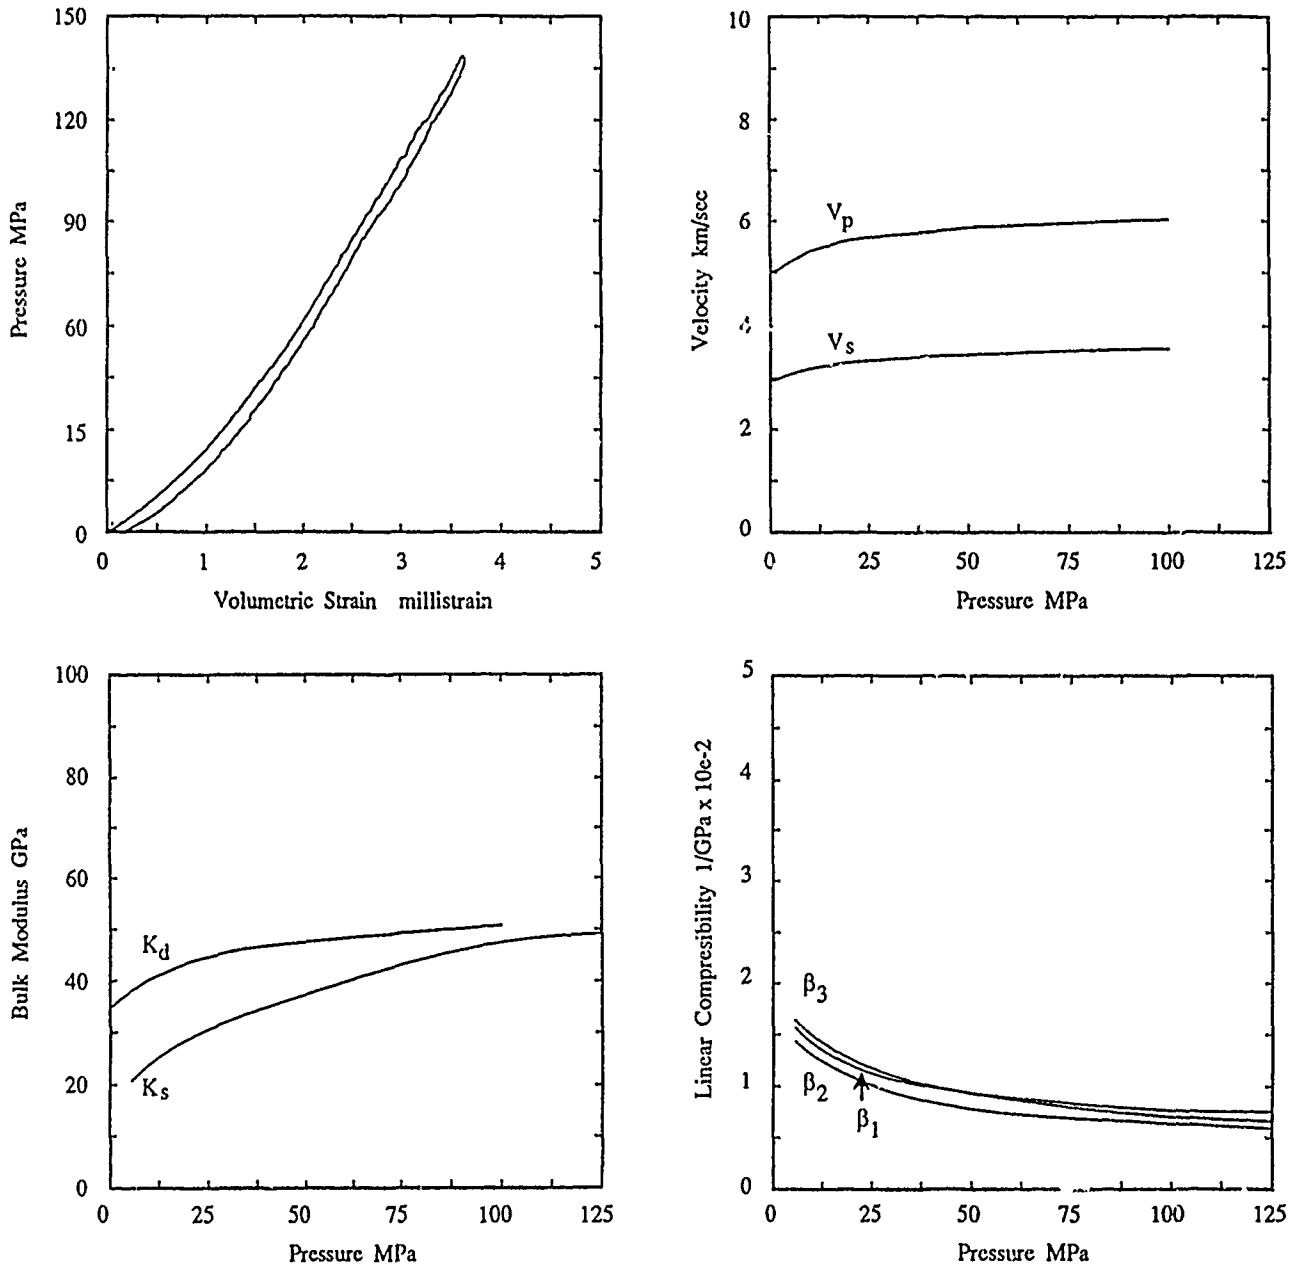 150
120
90
60
15
0
Pressure MPa
0 1 2 3 4 5
Volumetric Strain millistrain
10
8
6
4
2
0
Velocity km/scc
Vp
Vs
0 25 50 75 100 125
Pressure MPa
100
80
60
40
20
0
Bulk Modulus GPa
Kd
Ks
0 25 50 75 100 125
Pressure MPa
5
4
3
2
1
0
Linear Compresibility 1/GPa x 10e-2
β3
β2
β1
0 25 50 75 100 125
Pressure MPa